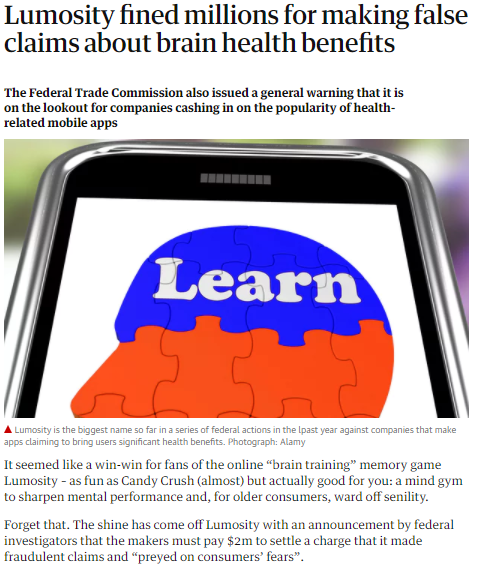 Lumosity fined millions for making false
claims about brain health benefits
The Federal Trade Commission also issued a general warning that it is
on the lookout for companies cashing in on the popularity of health-
related mobile apps
Learn
▲ Lumosity is the biggest name so far in a series of federal actions in the lpast year against companies that make
apps claiming to bring users significant health benefits. Photograph: Alamy
It seemed like a win-win for fans of the online “brain training” memory game
Lumosity – as fun as Candy Crush (almost) but actually good for you: a mind gym
to sharpen mental performance and, for older consumers, ward off senility.
Forget that. The shine has come off Lumosity with an announcement by federal
investigators that the makers must pay $2m to settle a charge that it made
fraudulent claims and “preyed on consumers’ fears”.